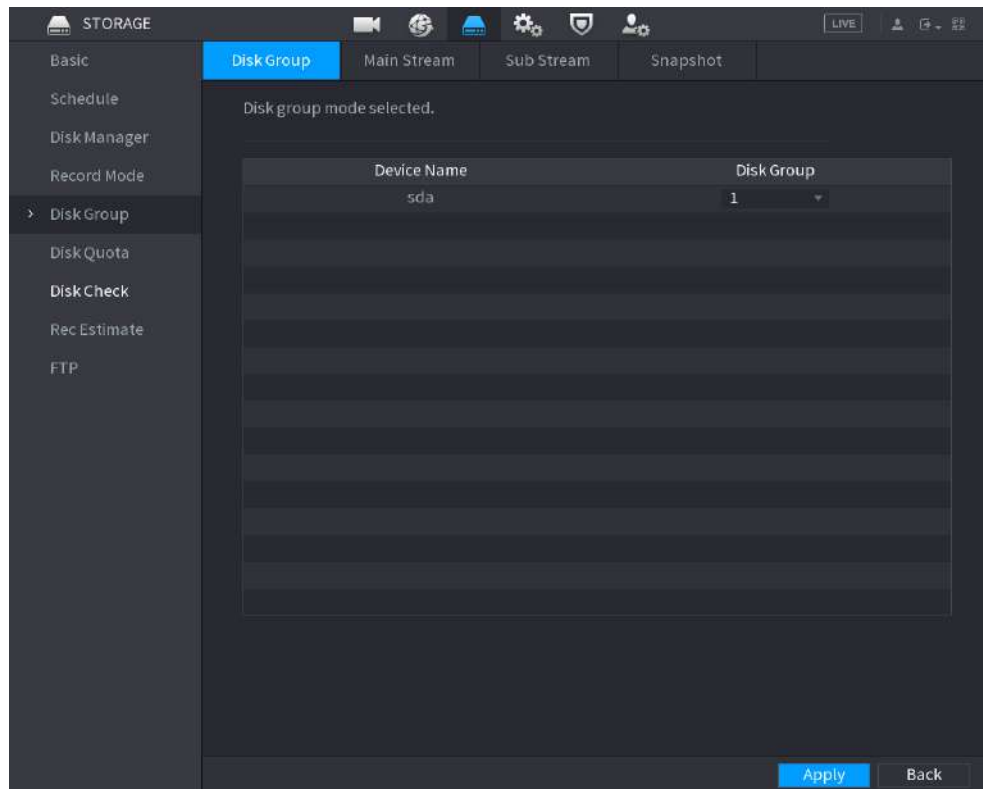 STORAGE
LIVE
Basic
Schedule
Disk Manager
Record Mode
> Disk Group
Disk Quota
Disk Check
Rec Estimate
FTP
Disk Group Main Stream Sub Stream Snapshot
Disk group mode selected.
Device Name Disk Group
sda 1
Apply Back